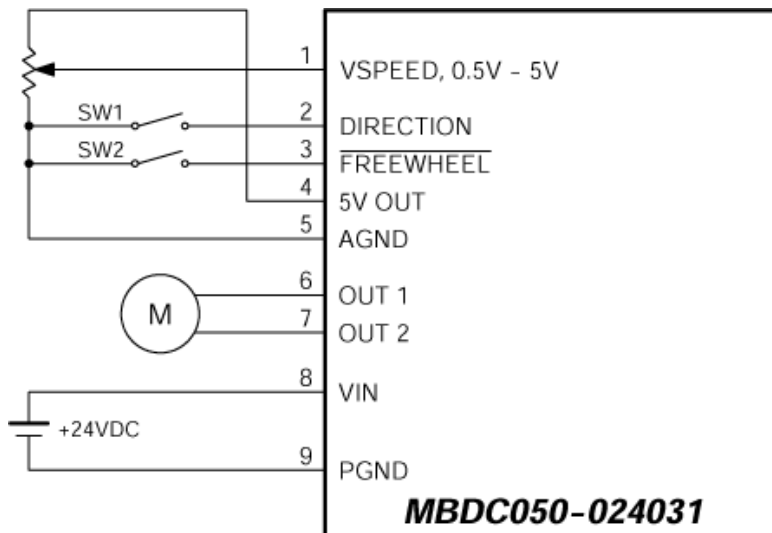 1 VSPEED, 0.5V - 5V
SW1 2 DIRECTION
SW2 3 FREEWHEEL
4 5V OUT
5 AGND
6 OUT 1
M
7 OUT 2
8 VIN
+24VDC
9 PGND
MBDC050-024031